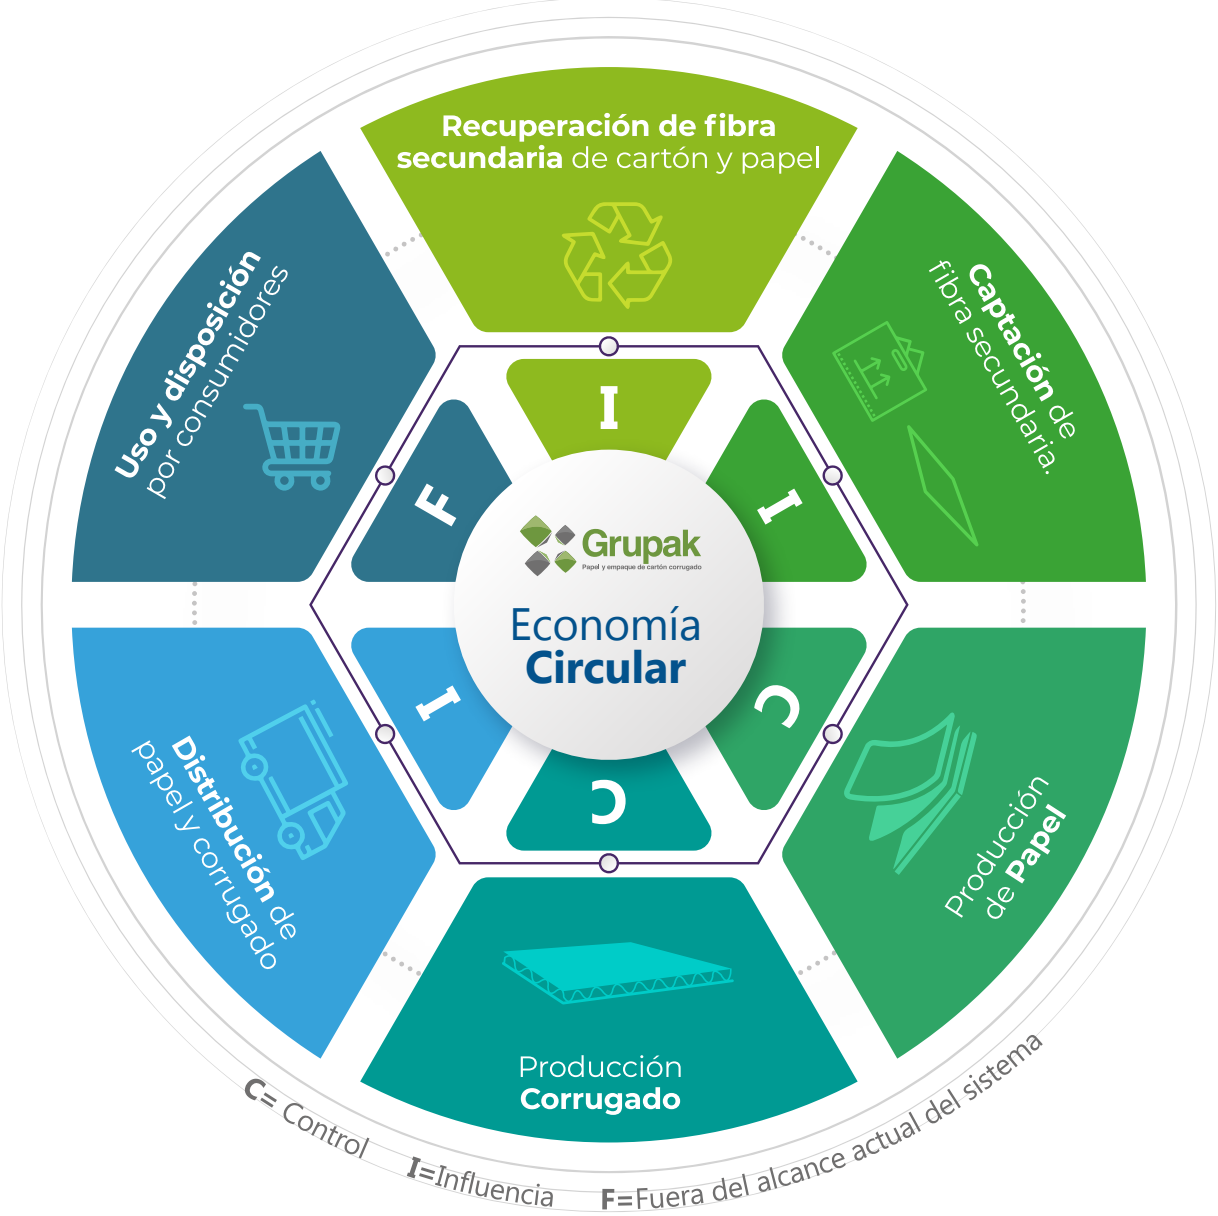 Recuperación de fibra
secundaria de cartón y papel
I
Captación de
fibra secundaria.
I
Producción
de Papel
C
Producción
Corrugado
C
Distribución de
papel y corrugado
I
Uso y disposición
por consumidores
F
Grupak
Papel y empaque de cartón corrugado
Economía
Circular
C= Control
I=Influencia
F=Fuera del alcance actual del sistema